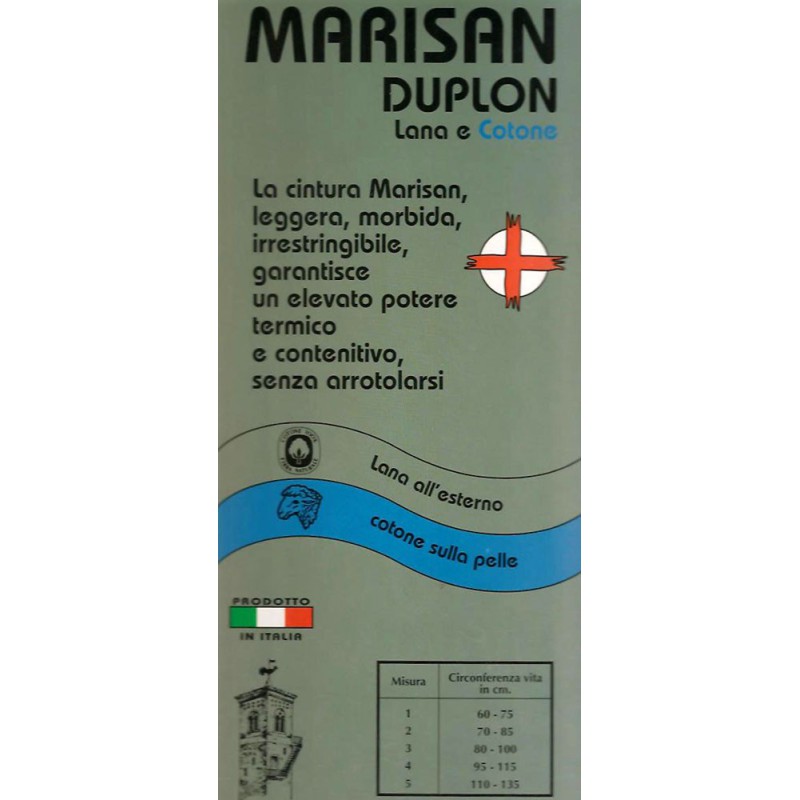 MARISAN
DUPLON
Lana e Cotone
La cintura Marisan,
leggera, morbida,
irrestringibile,
garantisce
un elevato potere
termico
e contenitivo,
senza arrotolarsi
Lana all'esterno
cotone sulla pelle
PRODOTTO
IN ITALIA
Misura Circonferenza vita
in cm.
1 60 - 75
2 70 - 85
3 80 - 100
4 95 - 115
5 110 - 135